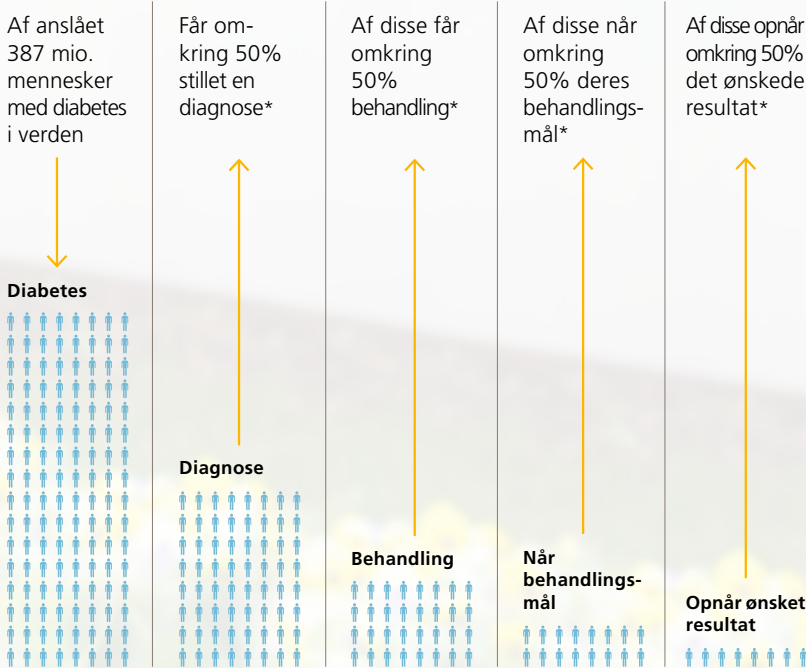 Af anslået
387 mio.
mennesker
med diabetes
i verden
Får om-
kring 50%
stillet en
diagnose*
Af disse får
omkring
50%
behandling*
Af disse når
omkring
50% deres
behandlings-
mål*
Af disse opnår
omkring 50%
det ønskede
resultat*
Diabetes
Diagnose
Behandling
Når
behandlings-
mål
Opnår ønsket
resultat